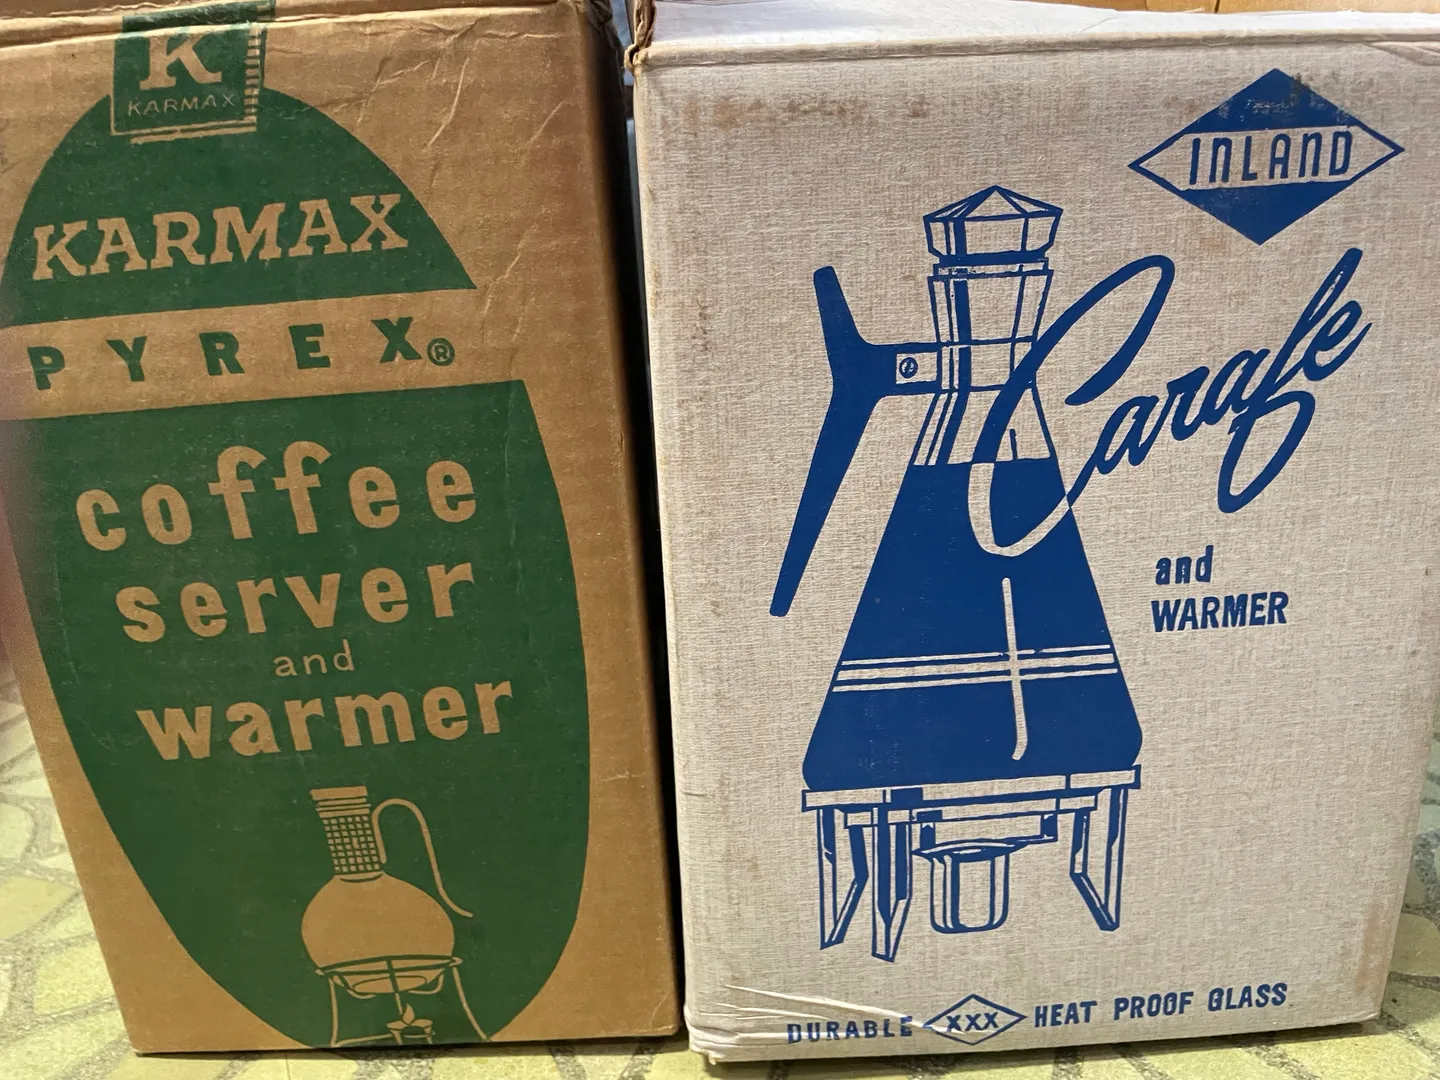 K
KARMAX
KARMAX
PYREX®
coffee
server
and
warmer
INLAND
Carafe
and
WARMER
DURABLE XXX HEAT PROOF GLASS